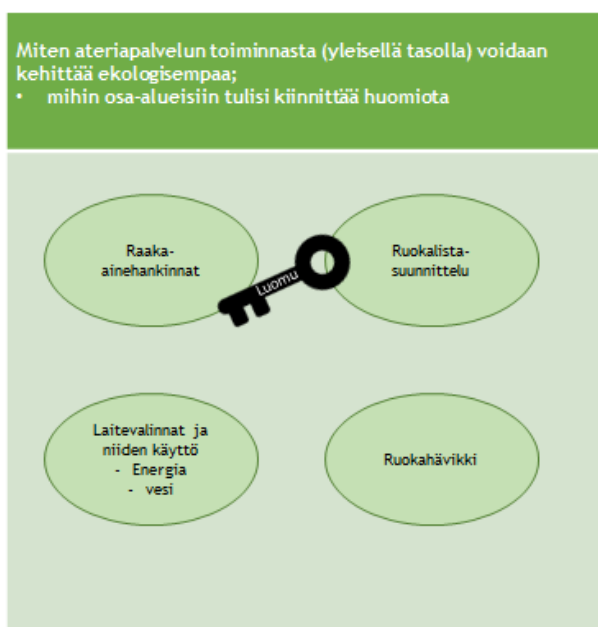 Miten ateriapalvelun toiminnasta (yleisellä tasolla) voidaan
kehittää ekologisempaa;
• mihin osa-alueisiin tulisi kiinnittää huomiota
Raaka-
ainehankinnat
Luomu
Ruokalista-
suunnittelu
Laitevalinnat ja
niiden käyttö
- Energia
- vesi
Ruokahävikki